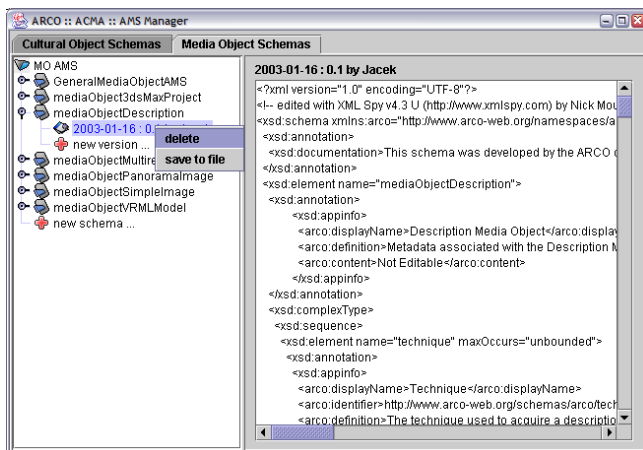 ARCO :: ACMA :: AMS Manager
Cultural Object Schemas
Media Object Schemas
MO AMS
GeneralMediaObjectAMS
mediaObject3dsMaxProject
mediaObjectDescription
2003-01-16 : 0.
delete
new version ...
save to file
mediaObjectMultire
mediaObjectPanoramaImage
mediaObjectSimpleImage
mediaObjectVRMLModel
new schema ...
2003-01-16 : 0.1 by Jacek
<?xml version="1.0" encoding="UTF-8"?>
<!-- edited with XML Spy v4.3 U (http://www.xmlspy.com) by Nick Mou
<xsd:schema xmlns:arco="http://www.arco-web.org/namespaces/a
<xsd:annotation>
<xsd:documentation>This schema was developed by the ARCO c
</xsd:annotation>
<xsd:element name="mediaObjectDescription">
<xsd:annotation>
<xsd:appinfo>
<arco:displayName>Description Media Object</arco:display
<arco:definition>Metadata associated with the Description M
<arco:content>Not Editable</arco:content>
</xsd:appinfo>
</xsd:annotation>
<xsd:complexType>
<xsd:sequence>
<xsd:element name="technique" maxOccurs="unbounded">
<xsd:annotation>
<xsd:appinfo>
<arco:displayName>Technique</arco:displayName>
<arco:identifier>http://www.arco-web.org/schemas/arco/tech
<arco:definition>The technique used to acquire a descriptio